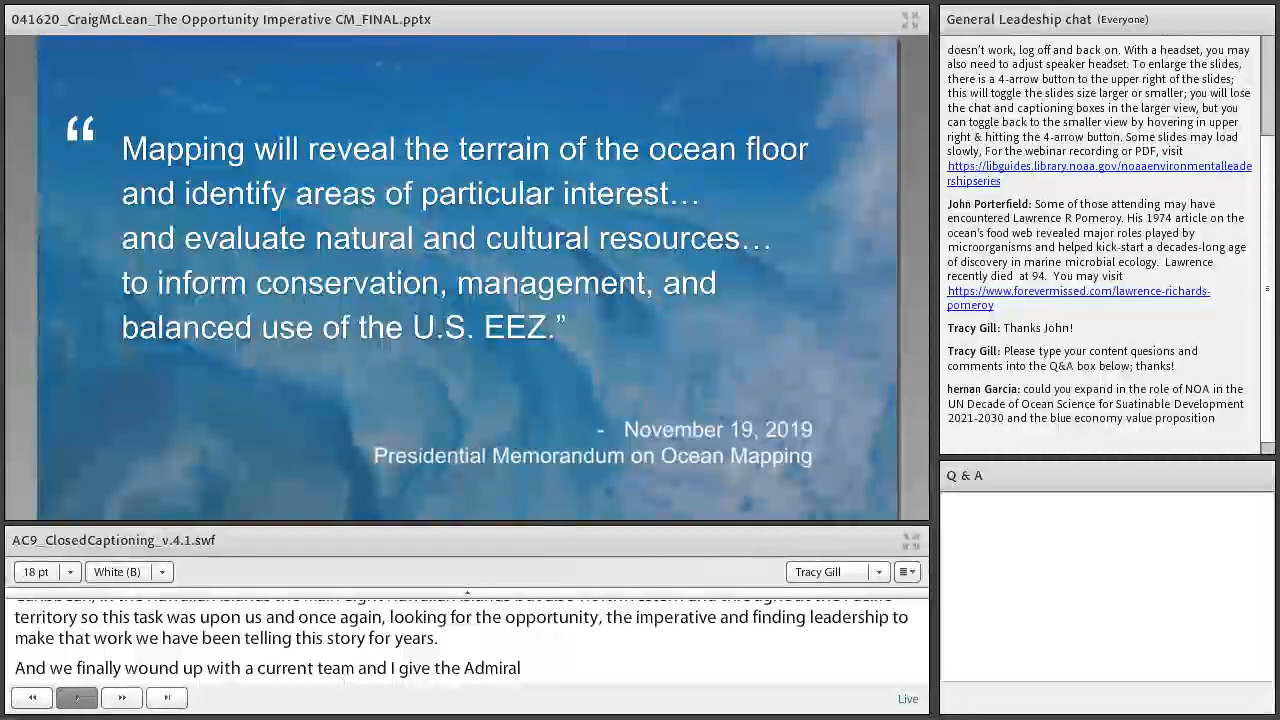 041620_CraigMcLean_The Opportunity Imperative CM_FINAL.pptx
“ Mapping will reveal the terrain of the ocean floor
and identify areas of particular interest…
and evaluate natural and cultural resources…
to inform conservation, management, and
balanced use of the U.S. EEZ.”
- November 19, 2019
Presidential Memorandum on Ocean Mapping
AC9_ClosedCaptioning_v.4.1.swf
18 pt White (B) Tracy Gill
territory so this task was upon us and once again, looking for the opportunity, the imperative and finding leadership to
make that work we have been telling this story for years.
And we finally wound up with a current team and I give the Admiral
Live
General Leadership chat (Everyone)
doesn't work, log off and back on. With a headset, you may
also need to adjust speaker headset. To enlarge the slides,
there is a 4-arrow button to the upper right of the slides;
this will toggle the slides size larger or smaller; you will lose
the chat and captioning boxes in the larger view, but you
can toggle back to the smaller view by hovering in upper
right & hitting the 4-arrow button. Some slides may load
slowly, For the webinar recording or PDF, visit
https://libguides.library.noaa.gov/noaaenvironmentalleade
rshipseries
John Porterfield: Some of those attending may have
encountered Lawrence R Pomeroy. His 1974 article on the
ocean's food web revealed major roles played by
microorganisms and helped kick-start a decades-long age
of discovery in marine microbial ecology. Lawrence
recently died at 94. You may visit
https://www.forevermissed.com/lawrence-richards-
pomeroy
Tracy Gill: Thanks John!
Tracy Gill: Please type your content quesions and
comments into the Q&A box below; thanks!
hernan Garcia: could you expand in the role of NOA in the
UN Decade of Ocean Science for Suatinable Development
2021-2030 and the blue economy value proposition
Q & A